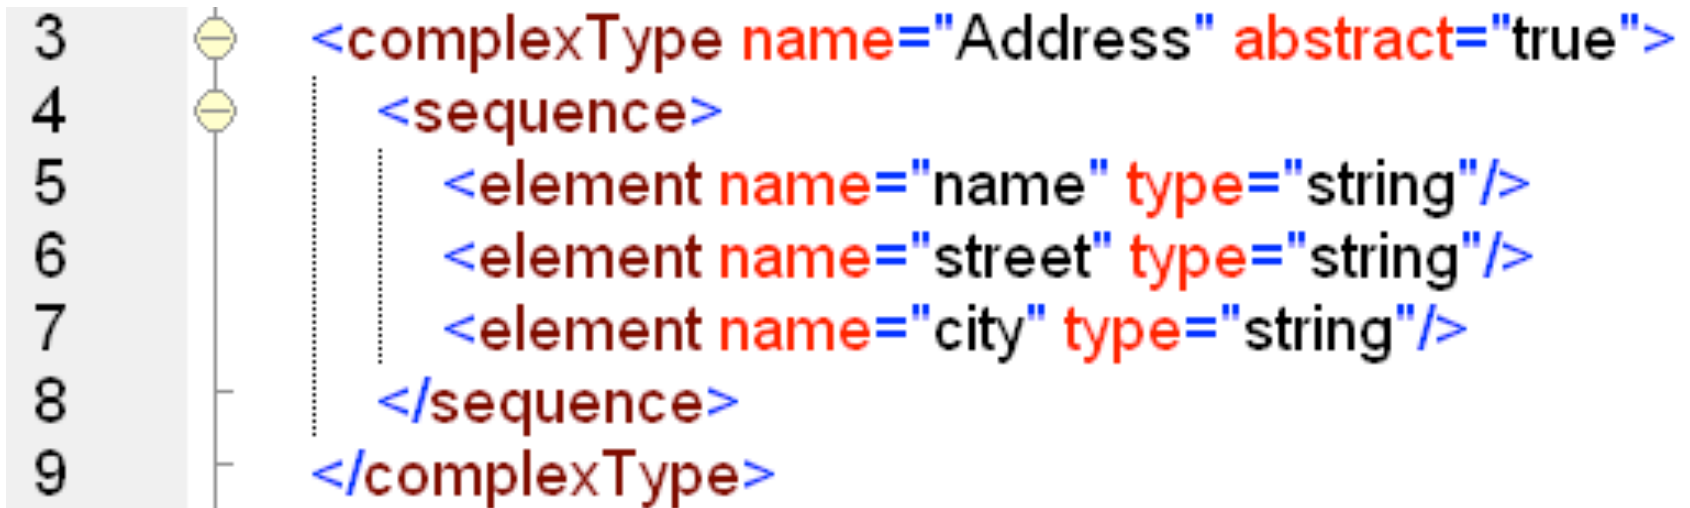 3 <complexType name="Address" abstract="true">
4 <sequence>
5 <element name="name" type="string"/>
6 <element name="street" type="string"/>
7 <element name="city" type="string"/>
8 </sequence>
9 </complexType>